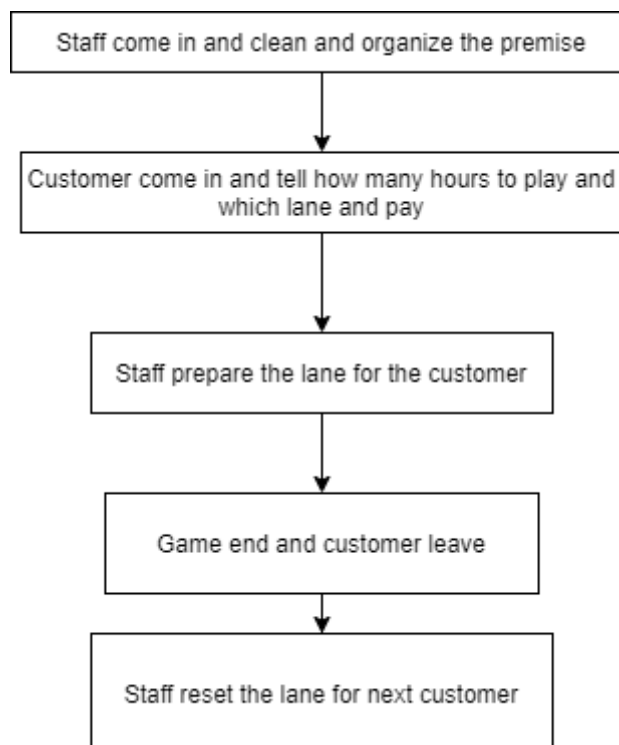 Staff come in and clean and organize the premise
Customer come in and tell how many hours to play and
which lane and pay
Staff prepare the lane for the customer
Game end and customer leave
Staff reset the lane for next customer